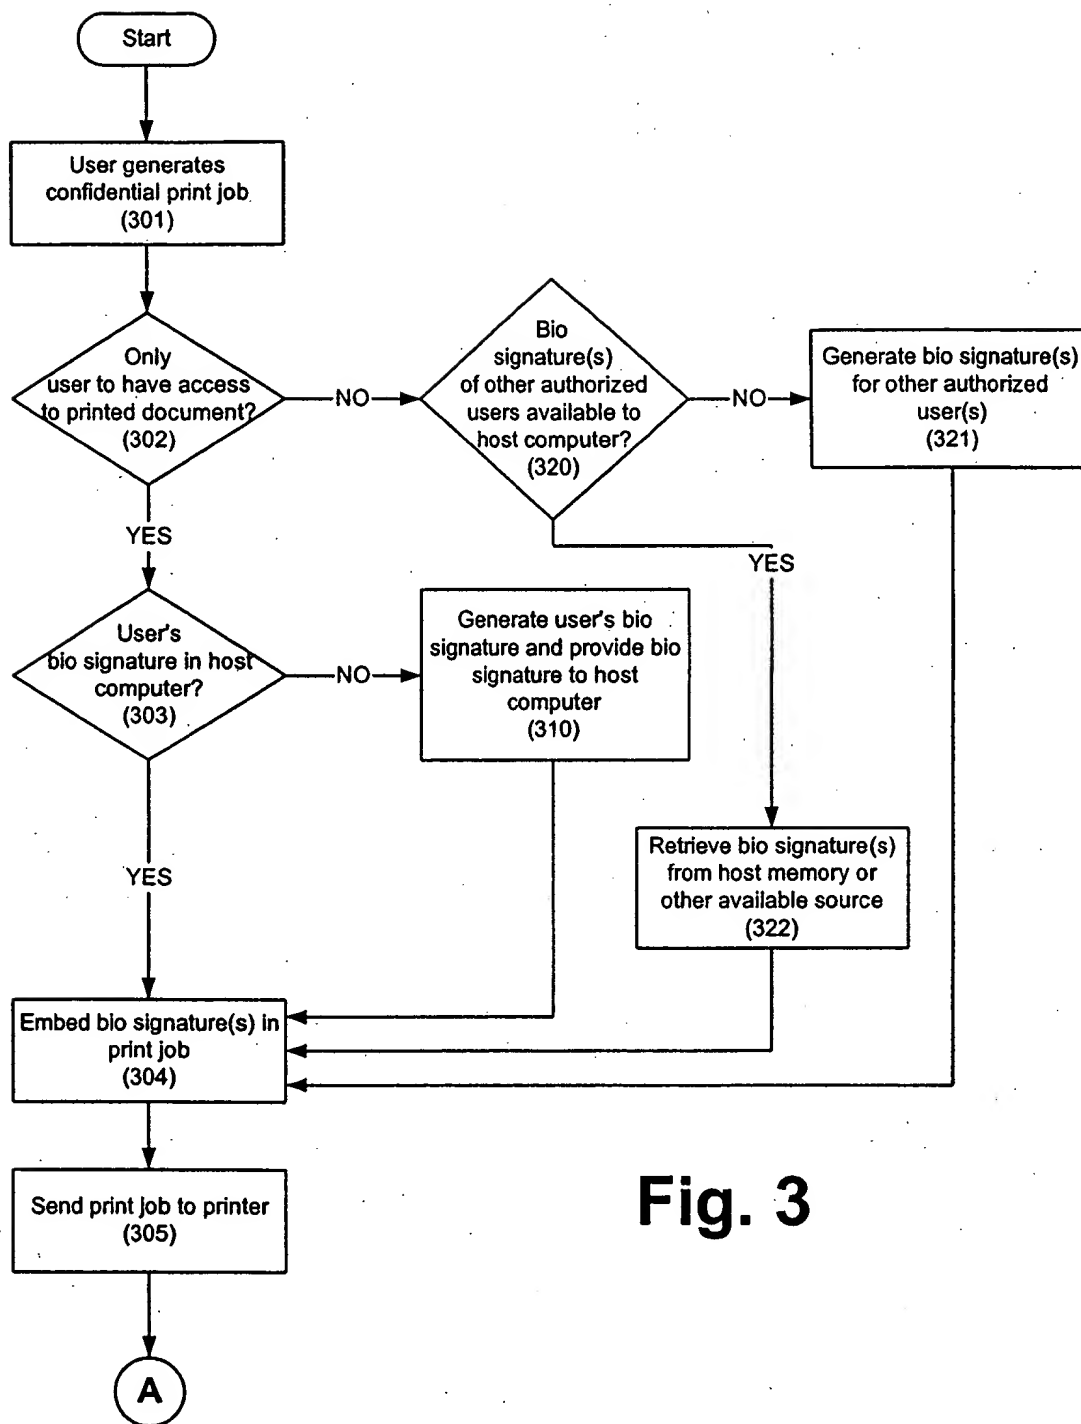 Start
User generates
confidential print job
(301)
Only
user to have access
to printed document?
(302)
NO
Bio
signature(s)
of other authorized
users available to
host computer?
(320)
NO
Generate bio signature(s)
for other authorized
user(s)
(321)
YES
YES
User's
bio signature in host
computer?
(303)
NO
Generate user's bio
signature and provide bio
signature to host
computer
(310)
YES
Retrieve bio signature(s)
from host memory or
other available source
(322)
Embed bio signature(s) in
print job
(304)
Send print job to printer
(305)
Fig. 3
A